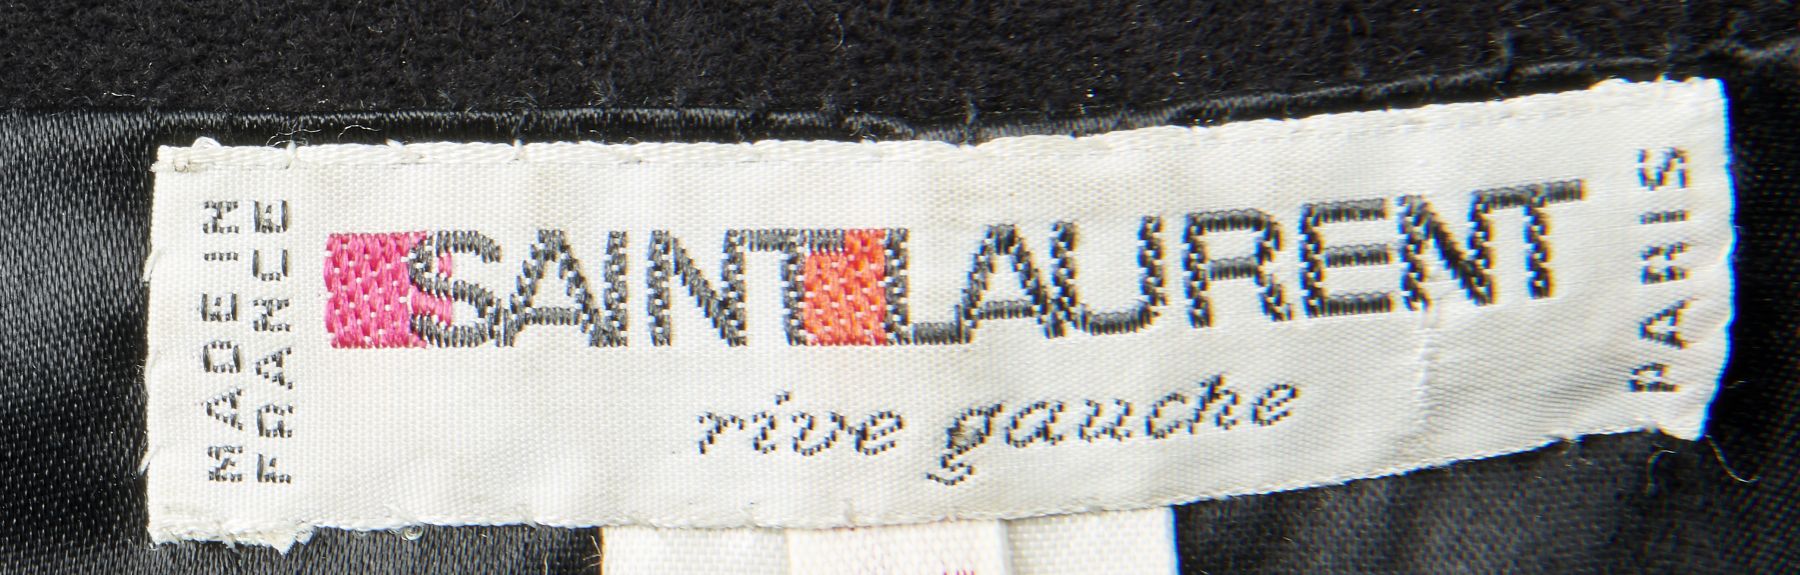 MADE IN
FRANCE
SAINT LAURENT
rive gauche
PARIS